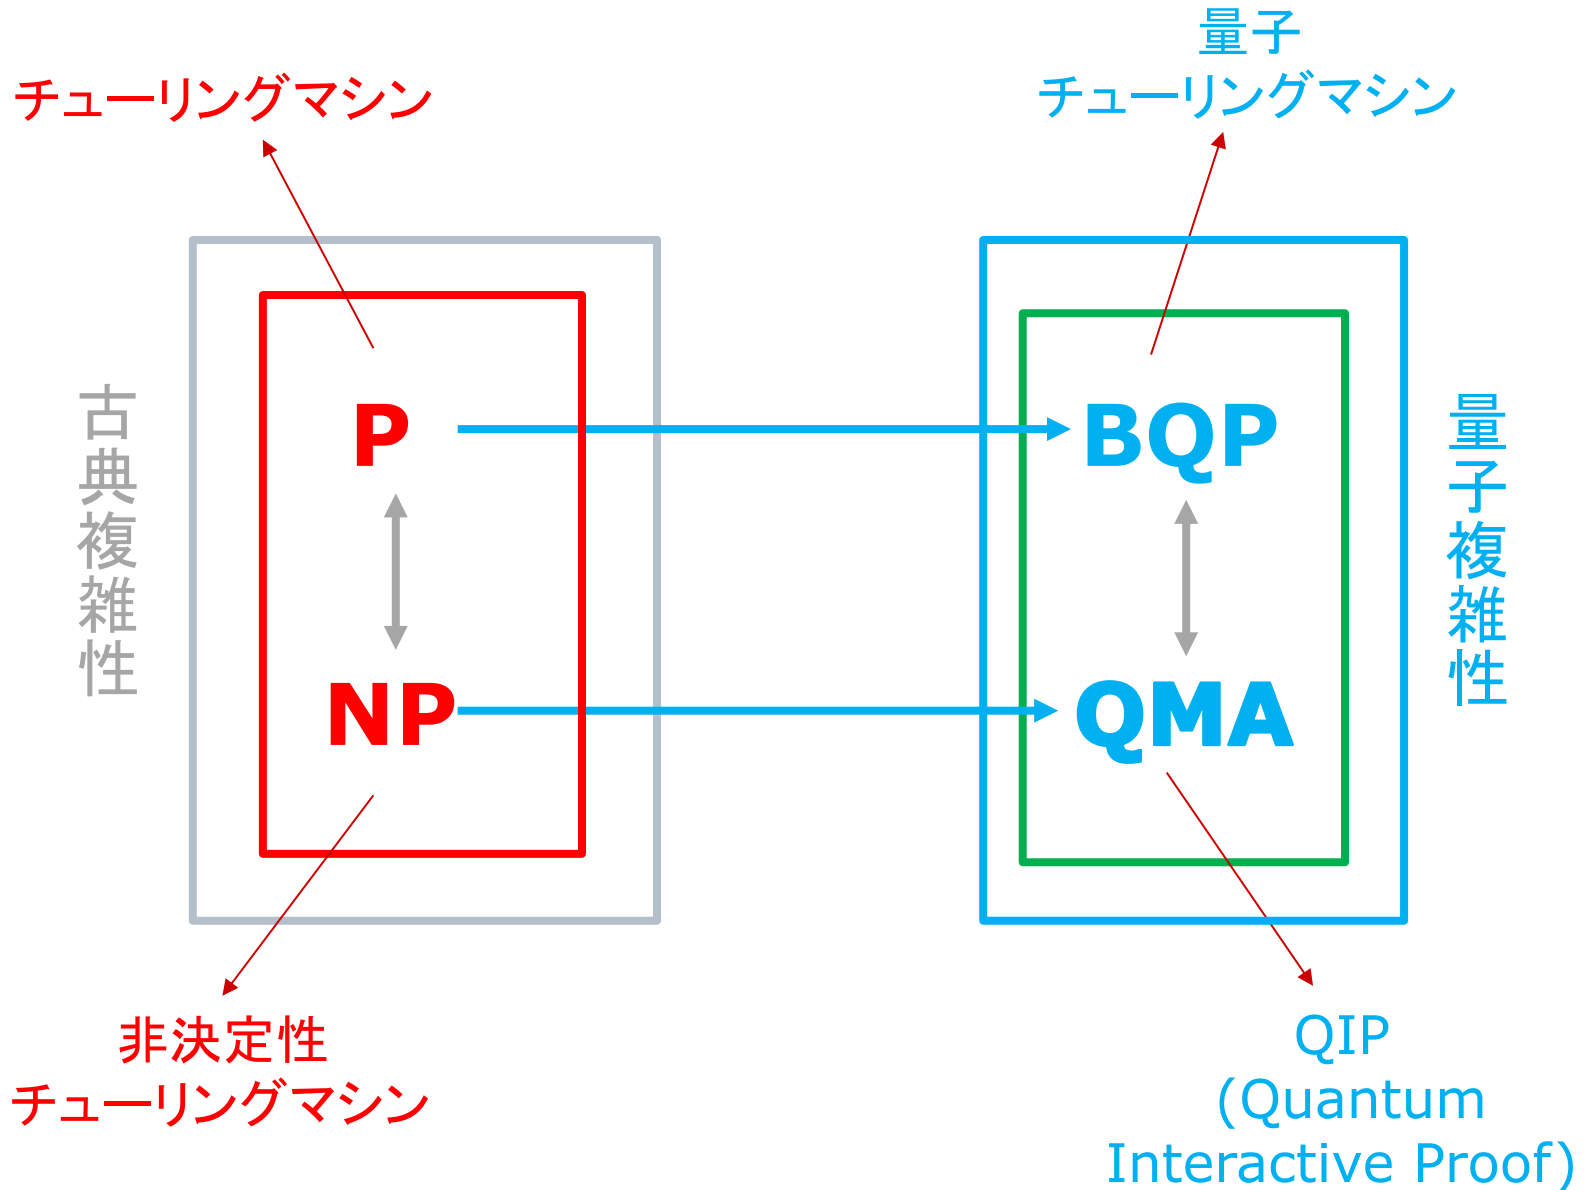 量子
チューリングマシン
チューリングマシン
古典複雑性
P
BQP
量子複雑性
NP
QMA
非決定性
チューリングマシン
QIP
(Quantum
Interactive Proof)